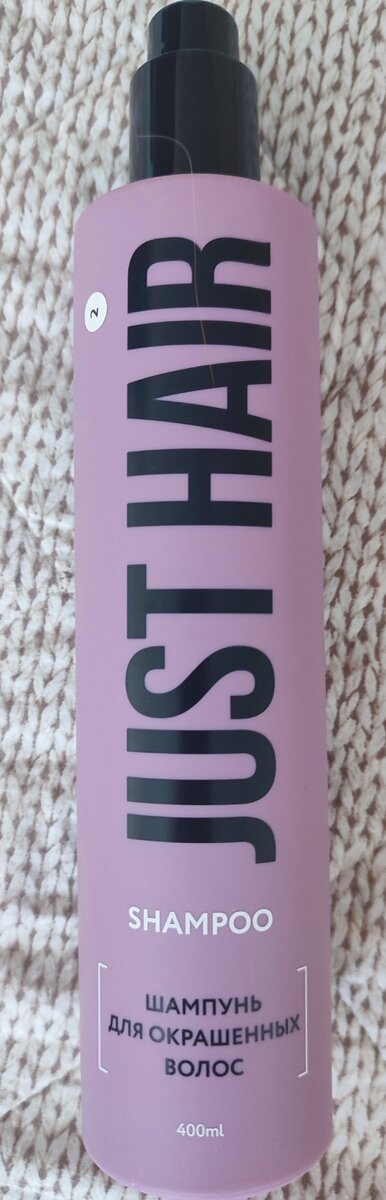 2
JUST HAIR
SHAMPOO
ШАМПУНЬ
ДЛЯ ОКРАШЕННЫХ
ВОЛОС
400ml